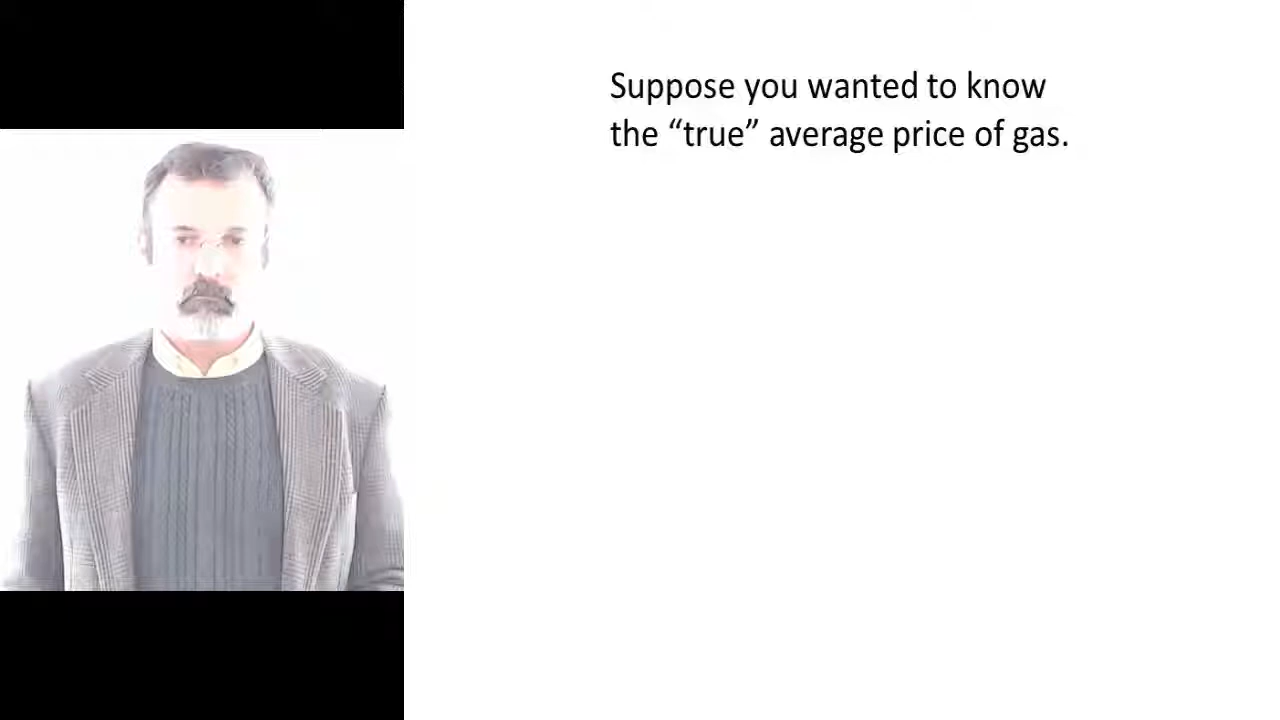 Suppose you wanted to know
the “true” average price of gas.